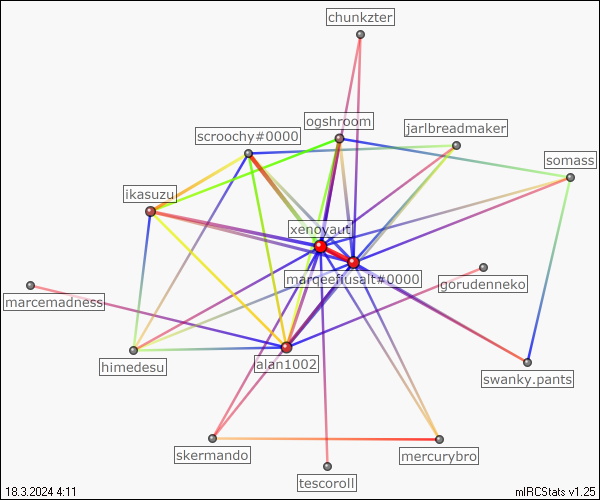 chunkzter
ogshroom
scroochy#0000
jarlbreadmaker
somass
ikasuzu
xenoyaut
marceeflusalt#0000
gorudenneko
marcemadness
himedesu
alan1002
swanky.pants
skermando
mercurybro
tescoroll
18.3.2024 4:11
mIRCStats v1.25